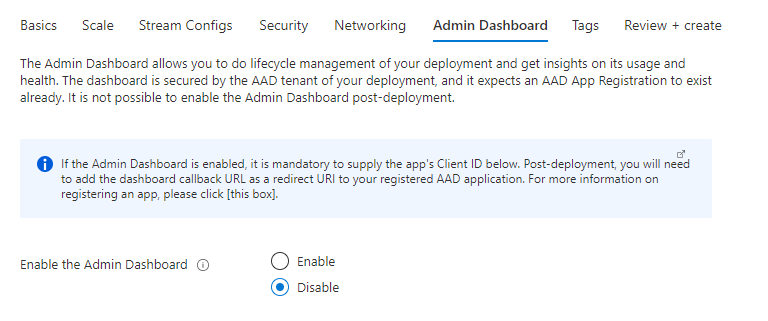 Basics Scale Stream Configs Security Networking Admin Dashboard Tags Review + create
The Admin Dashboard allows you to do lifecycle management of your deployment and get insights on its usage and
health. The dashboard is secured by the AAD tenant of your deployment, and it expects an AAD App Registration to exist
already. It is not possible to enable the Admin Dashboard post-deployment.
If the Admin Dashboard is enabled, it is mandatory to supply the app's Client ID below. Post-deployment, you will need
to add the dashboard callback URL as a redirect URI to your registered AAD application. For more information on
registering an app, please click [this box].
Enable the Admin Dashboard
Enable
Disable